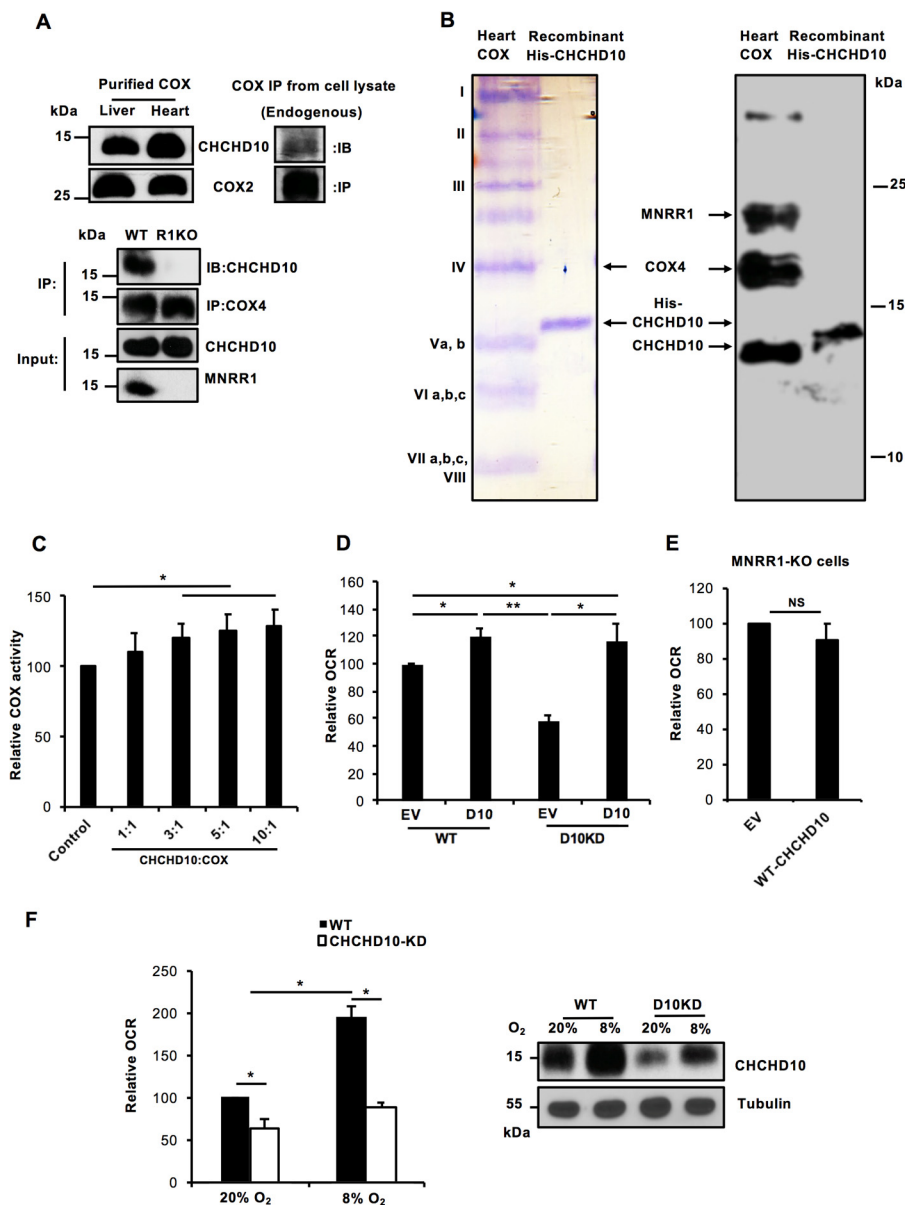 A
Purified COX
kDa Liver Heart
15
CHCHD10
25
COX2
COX IP from cell lysate
(Endogenous)
:IB
:IP
kDa WT R1KO
IP:
15
IB:CHCHD10
15
IP:COX4
Input:
15
CHCHD10
15
MNRR1
B
Heart Recombinant
COX His-CHCHD10
I
II
III
IV
Va, b
VI a,b,c
VII a,b,c,
VIII
MNRR1
COX4
His-
CHCHD10
CHCHD10
Heart Recombinant
COX His-CHCHD10
kDa
25
15
10
C
Relative COX activity
150
100
50
0
*
Control
1:1
3:1
5:1
10:1
CHCHD10:COX
D
Relative OCR
160
140
120
100
80
60
40
20
0
*
* ** *
EV D10 EV D10
WT D10KD
E
MNRR1-KO cells
Relative OCR
120
100
80
60
40
20
0
NS
EV
WT-CHCHD10
F
WT
CHCHD10-KD
Relative OCR
250
200
150
100
50
0
*
*
*
20% O₂ 8% O₂
WT D10KD
O₂ 20% 8% 20% 8%
15
CHCHD10
55
Tubulin
kDa